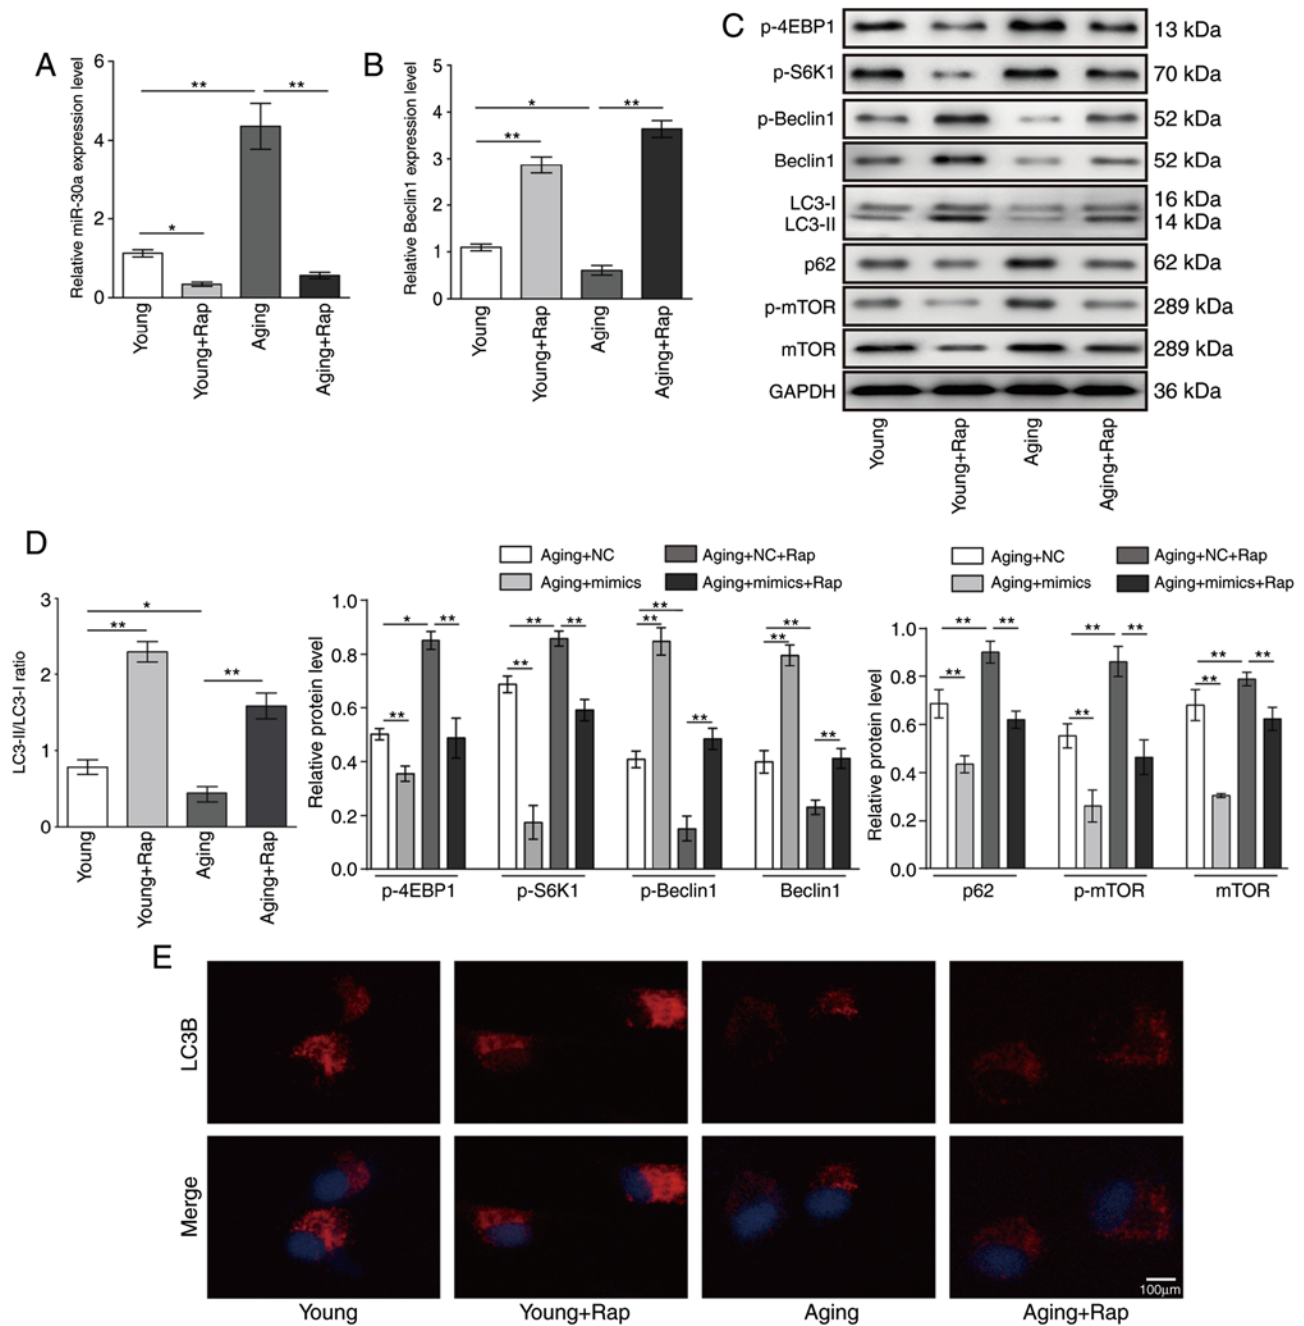 A
Relative miR-30a expression level
6
4
2
0
**
**
*
Young
Young+Rap
Aging
Aging+Rap
B
Relative Beclin1 expression level
5
4
3
2
1
0
*
**
**
Young
Young+Rap
Aging
Aging+Rap
C
p-4EBP1 13 kDa
p-S6K1 70 kDa
p-Beclin1 52 kDa
Beclin1 52 kDa
LC3-I 16 kDa
LC3-II 14 kDa
p62 62 kDa
p-mTOR 289 kDa
mTOR 289 kDa
GAPDH 36 kDa
Young
Young+Rap
Aging
Aging+Rap
D
LC3-II/LC3-I ratio
3
2
1
0
*
**
**
Young
Young+Rap
Aging
Aging+Rap
Aging+NC Aging+NC+Rap
Aging+mimics Aging+mimics+Rap
Relative protein level
1.0
0.8
0.6
0.4
0.2
0.0
* **
**
** **
**
**
**
**
**
**
**
p-4EBP1 p-S6K1 p-Beclin1 Beclin1
Aging+NC Aging+NC+Rap
Aging+mimics Aging+mimics+Rap
Relative protein level
1.0
0.8
0.6
0.4
0.2
0.0
** **
**
** **
**
** **
**
p62 p-mTOR mTOR
E
LC3B
Merge
100μm
Young Young+Rap Aging Aging+Rap